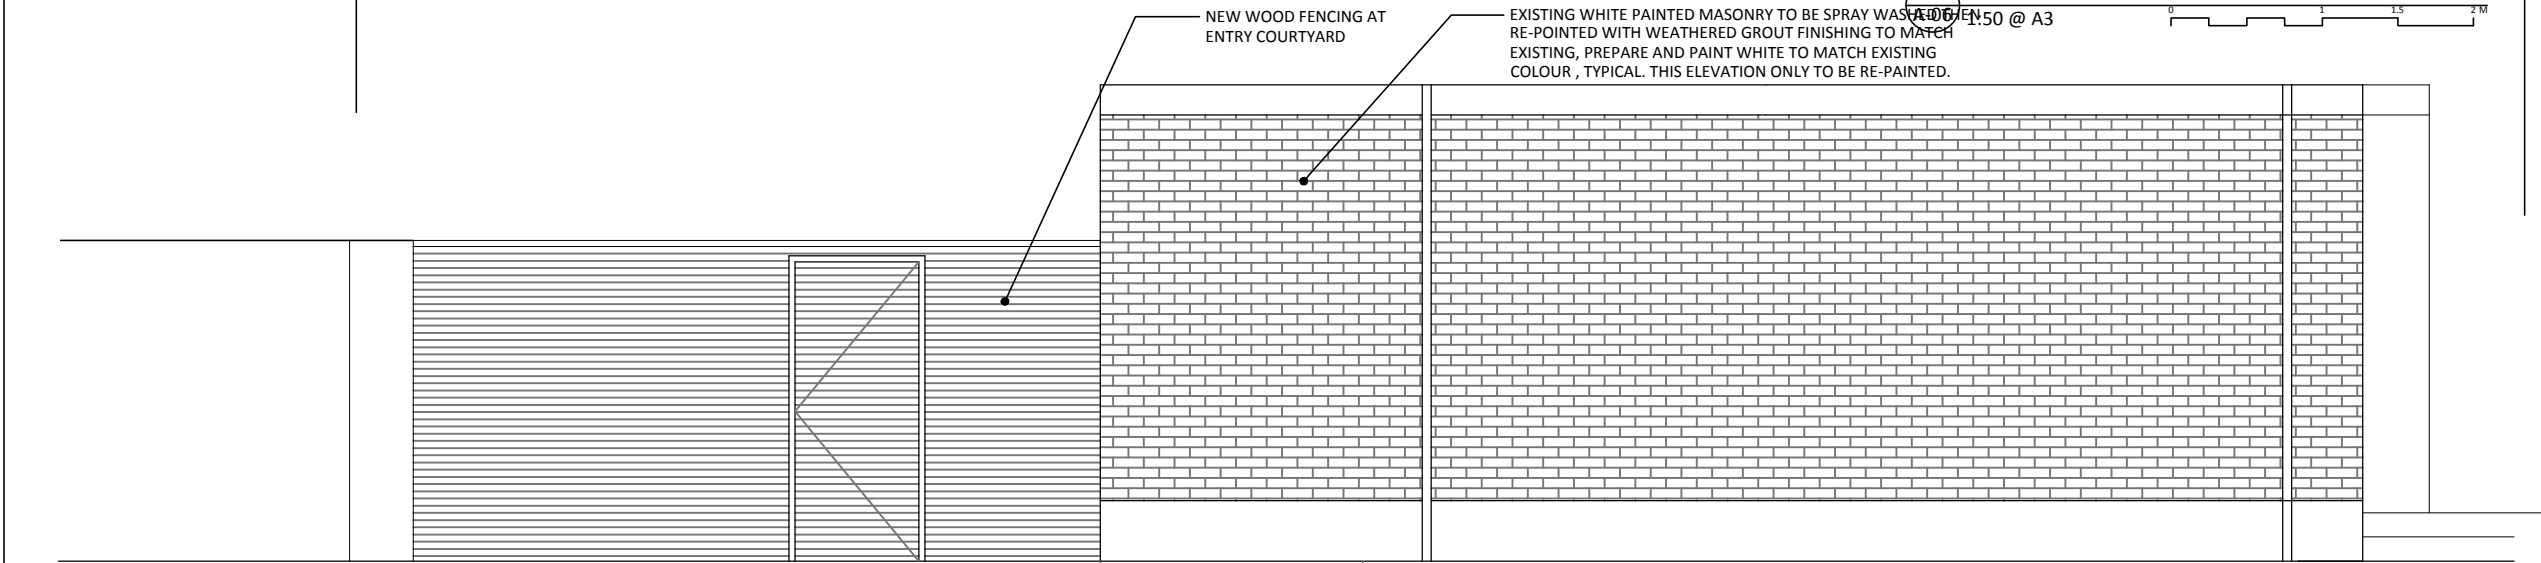 NEW WOOD FENCING AT
ENTRY COURTYARD
EXISTING WHITE PAINTED MASONRY TO BE SPRAY WASHED THEN
RE-POINTED WITH WEATHERED GROUT FINISHING TO MATCH
EXISTING, PREPARE AND PAINT WHITE TO MATCH EXISTING
COLOUR , TYPICAL. THIS ELEVATION ONLY TO BE RE-PAINTED.
A-06
1:50 @ A3
0 1 1.5 2 M